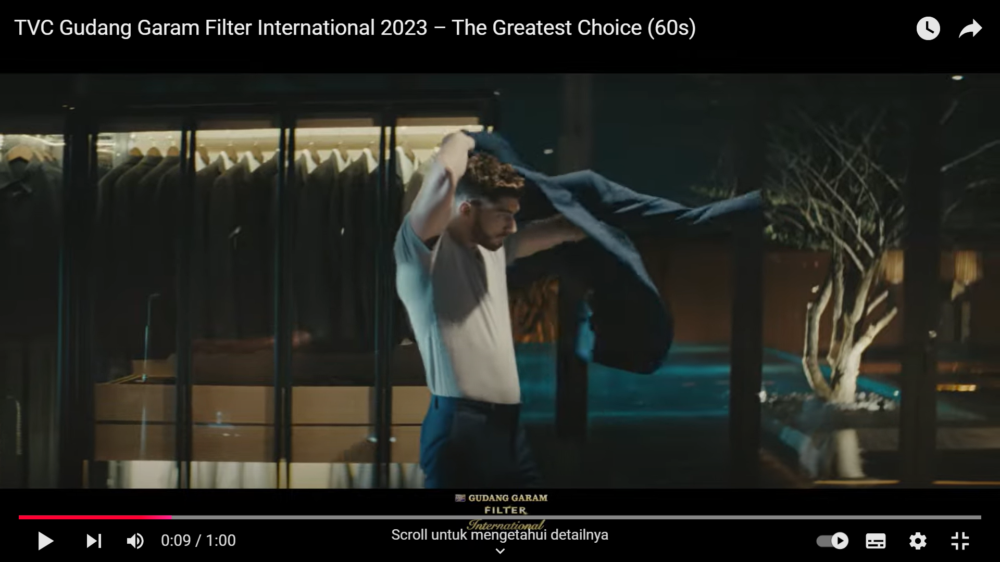 TVC Gudang Garam Filter International 2023 – The Greatest Choice (60s)
GUDANG GARAM
FILTER
International
0:09 / 1:00
Scroll untuk mengetahui detailnya